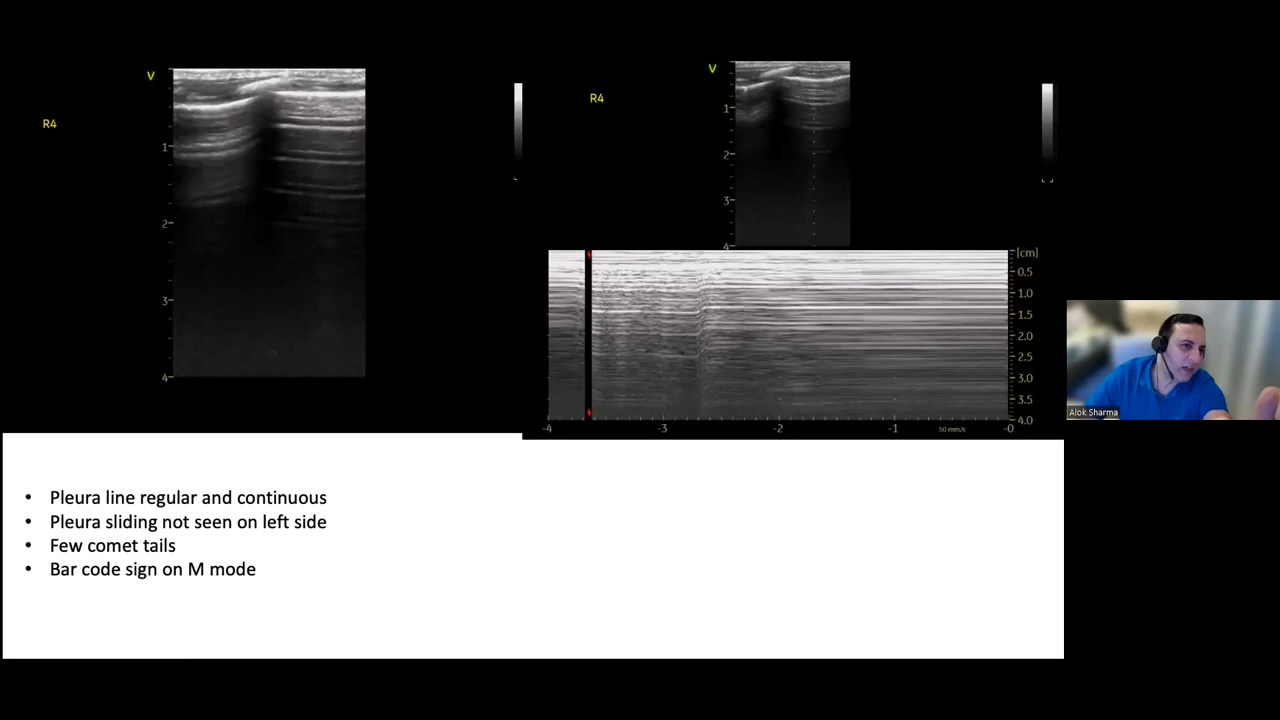 V
R4
1
2
3
4
V
R4
1
2
3
4
[cm]
0.5
1.0
1.5
2.0
2.5
3.0
3.5
4.0
-4 -3 -2 -1 50 mm/s -0
Alok Sharma
• Pleura line regular and continuous
• Pleura sliding not seen on left side
• Few comet tails
• Bar code sign on M mode